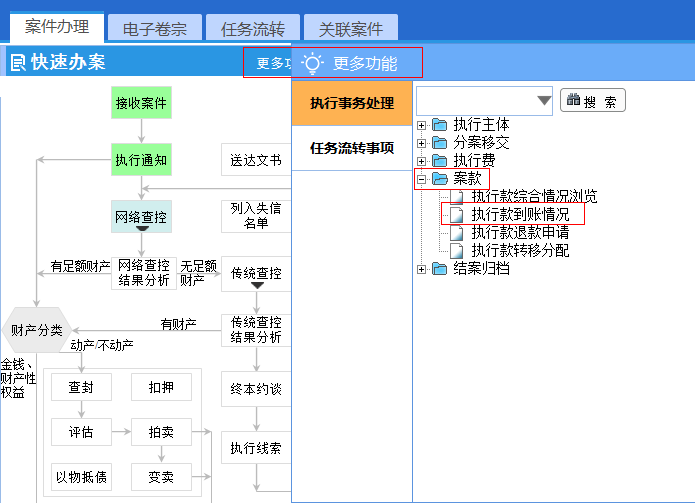 案件办理
电子卷宗
任务流转
关联案件
快速办案
更多
更多功能
接收案件
执行通知
送达文书
网络查控
列入失信
名单
有足额财产
网络查控
结果分析
无足额
财产
传统查控
财产分类
有财产
传统查控
结果分析
动产/不动产
金钱、
财产性
权益
查封
扣押
终本约谈
评估
拍卖
执行线索
以物抵债
变卖
执行事务处理
任务流转事项
搜 索
执行主体
分案移交
执行费
案款
执行款综合情况浏览
执行款到账情况
执行款退款申请
执行款转移分配
结案归档